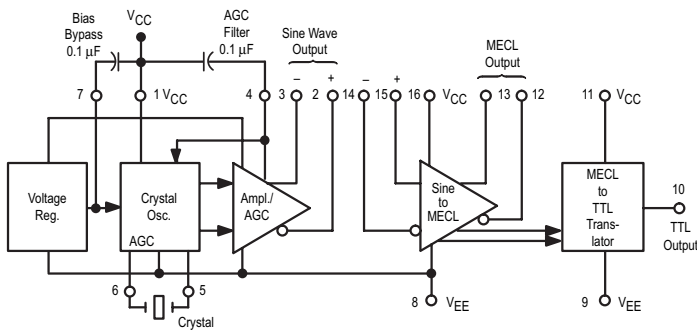 Bias
Bypass
0.1 μF
VCC
AGC
Filter
0.1 μF
Sine Wave
Output
MECL
Output
7
1 VCC
4
3
–
2
+
14
–
15
+
16
VCC
13
12
11
VCC
Voltage
Reg.
Crystal
Osc.
AGC
Ampl./
AGC
Sine
to
MECL
MECL
to
TTL
Trans-
lator
10
TTL
Output
6
5
Crystal
8
VEE
9
VEE